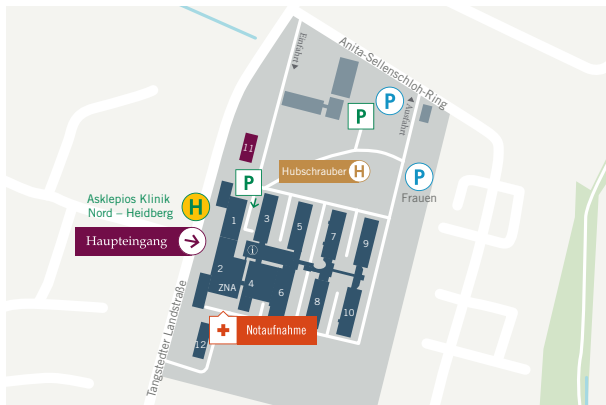 Einfahrt
Anita-Sellenschloh-Ring
P
P
Ausfahrt
11
Hubschrauber H
P
P
Frauen
Asklepios Klinik
Nord – Heidberg
H
1
3
5
7
9
Haupteingang
i
2
ZNA
4
6
8
10
Notaufnahme
12
Tangstedter Landstraße